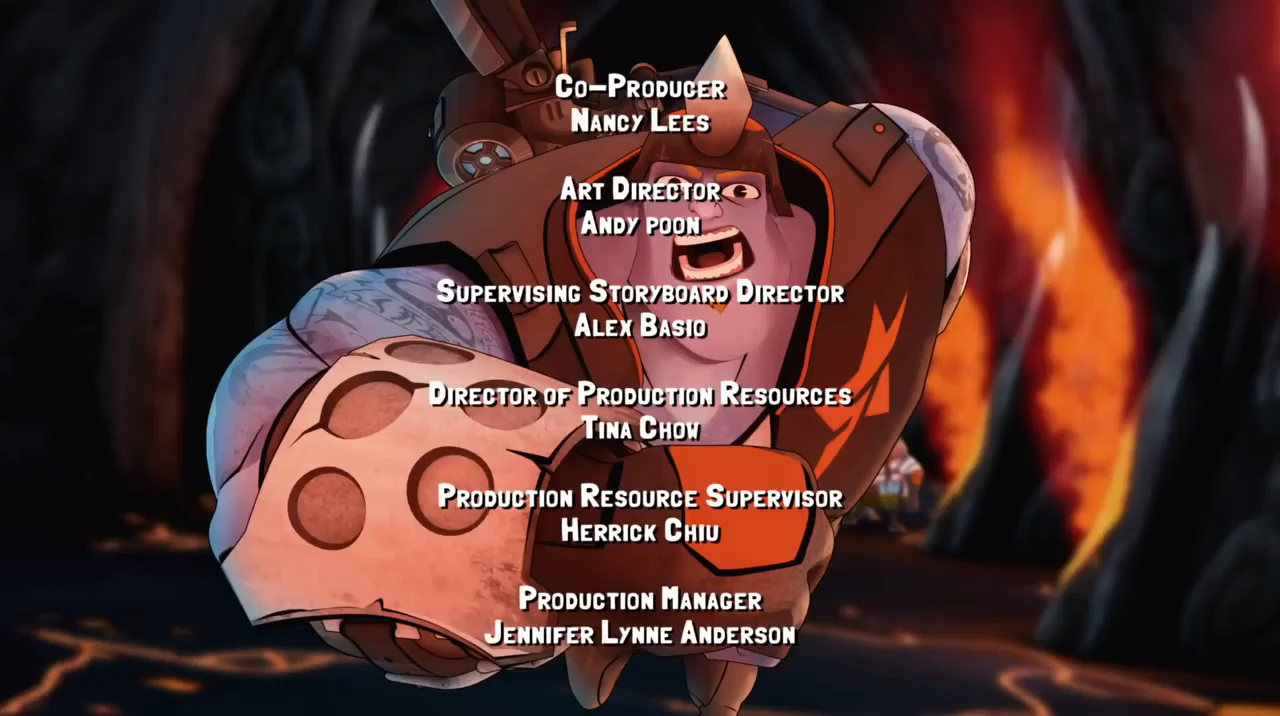 Co-Producer
Nancy Lees
Art Director
Andy poon
Supervising Storyboard Director
Alex Basio
Director of Production Resources
Tina Chow
Production Resource Supervisor
Herrick Chiu
Production Manager
Jennifer Lynne Anderson